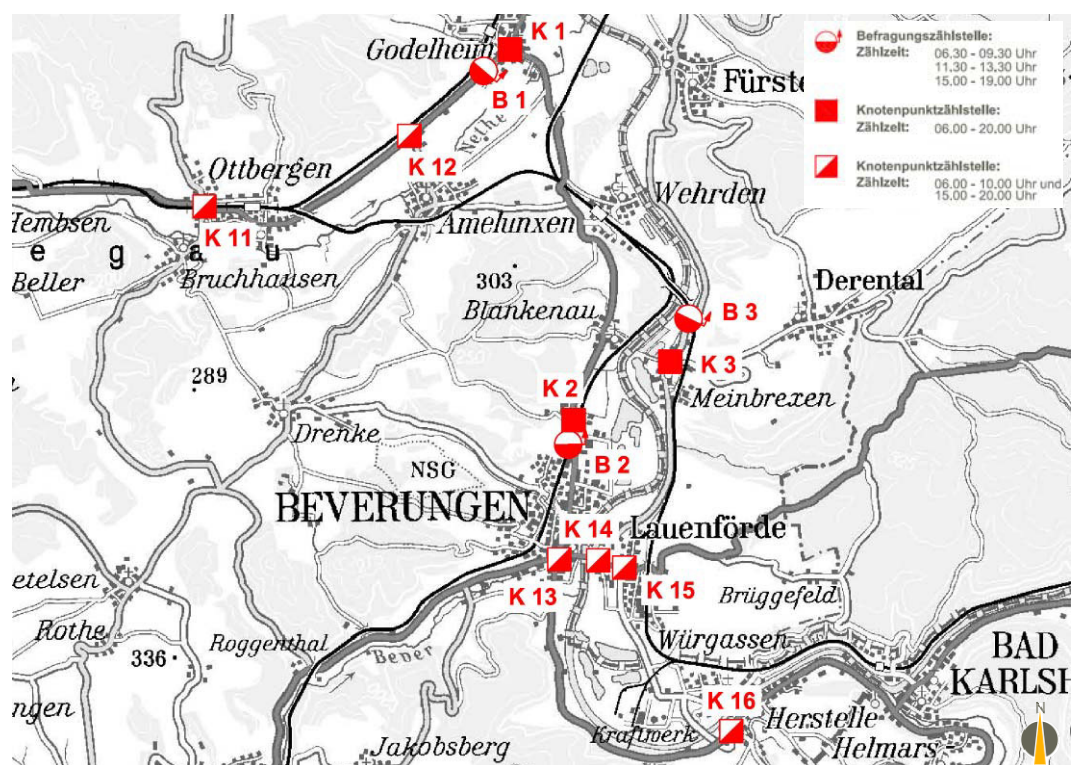 K 1
Godelheim
B 1
Nethe
K 12
Ottbergen
K 11
Hembsen
e g a u
Beller
Bruchhausen
Amelunxen
Wehrden
303
Blankenau
Derental
B 3
K 3
Meinbrexen
289
Drenke
K 2
B 2
NSG
BEVERUNGEN
K 14
Lauenförde
K 13
K 15
Brüggefeld
etelsen
Rothe
336
Roggenthal
Bever
Würgassen
BAD
KARLSH
ngen
Jakobsberg
K 16
Kraftwerk
Herstelle
Helmars
N
Fürste
Befragungszählstelle:
Zählzeit: 06.30 - 09.30 Uhr
11.30 - 13.30 Uhr
15.00 - 19.00 Uhr
Knotenpunktzählstelle:
Zählzeit: 06.00 - 20.00 Uhr
Knotenpunktzählstelle:
Zählzeit: 06.00 - 10.00 Uhr und
15.00 - 20.00 Uhr